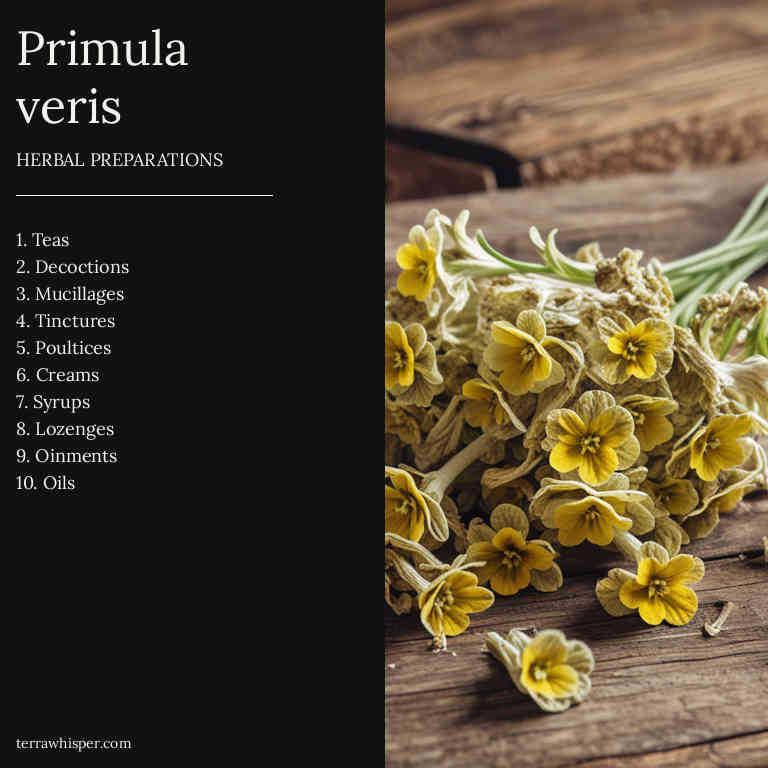 Primula
veris
HERBAL PREPARATIONS
1. Teas
2. Decoctions
3. Mucillages
4. Tinctures
5. Poultices
6. Creams
7. Syrups
8. Lozenges
9. Oinments
10. Oils
terrawhisper.com